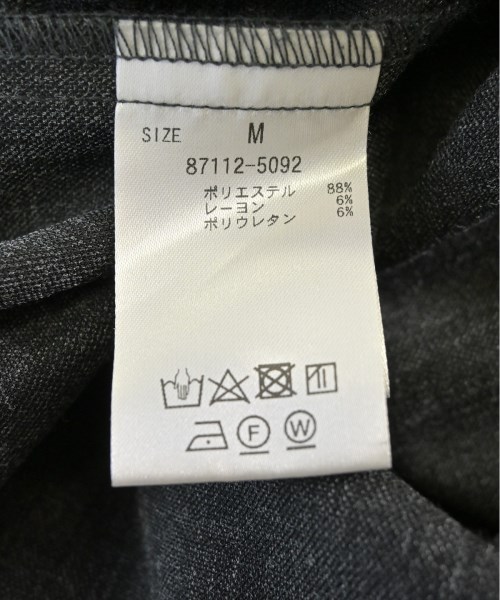 SIZE M
87112-5092
ポリエステル 88%
レーヨン 6%
ポリウレタン 6%
F W